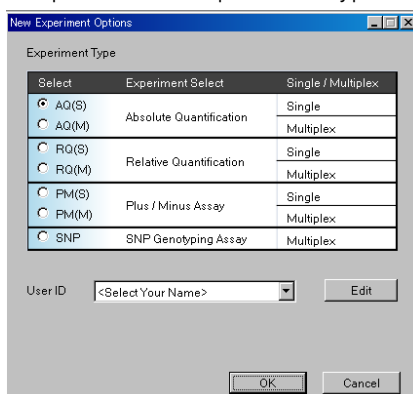 New Experiment Options
Experiment Type
Select Experiment Select Single / Multiplex
AQ(S) Absolute Quantification Single
AQ(M) Multiplex
RQ(S) Relative Quantification Single
RQ(M) Multiplex
PM(S) Plus / Minus Assay Single
PM(M) Multiplex
SNP SNP Genotyping Assay Multiplex
User ID <Select Your Name> Edit
OK Cancel